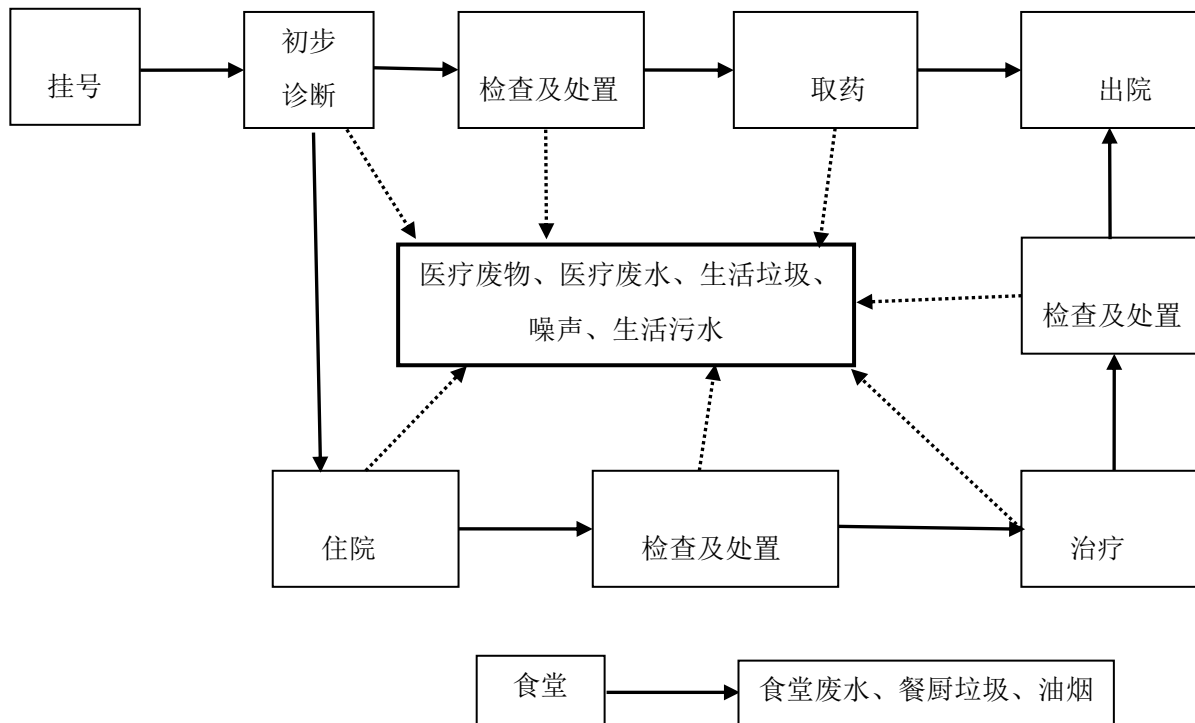 挂号
初步
诊断
检查及处置
取药
出院
医疗废物、医疗废水、生活垃圾、
噪声、生活污水
检查及处置
住院
检查及处置
治疗
食堂
食堂废水、餐厨垃圾、油烟